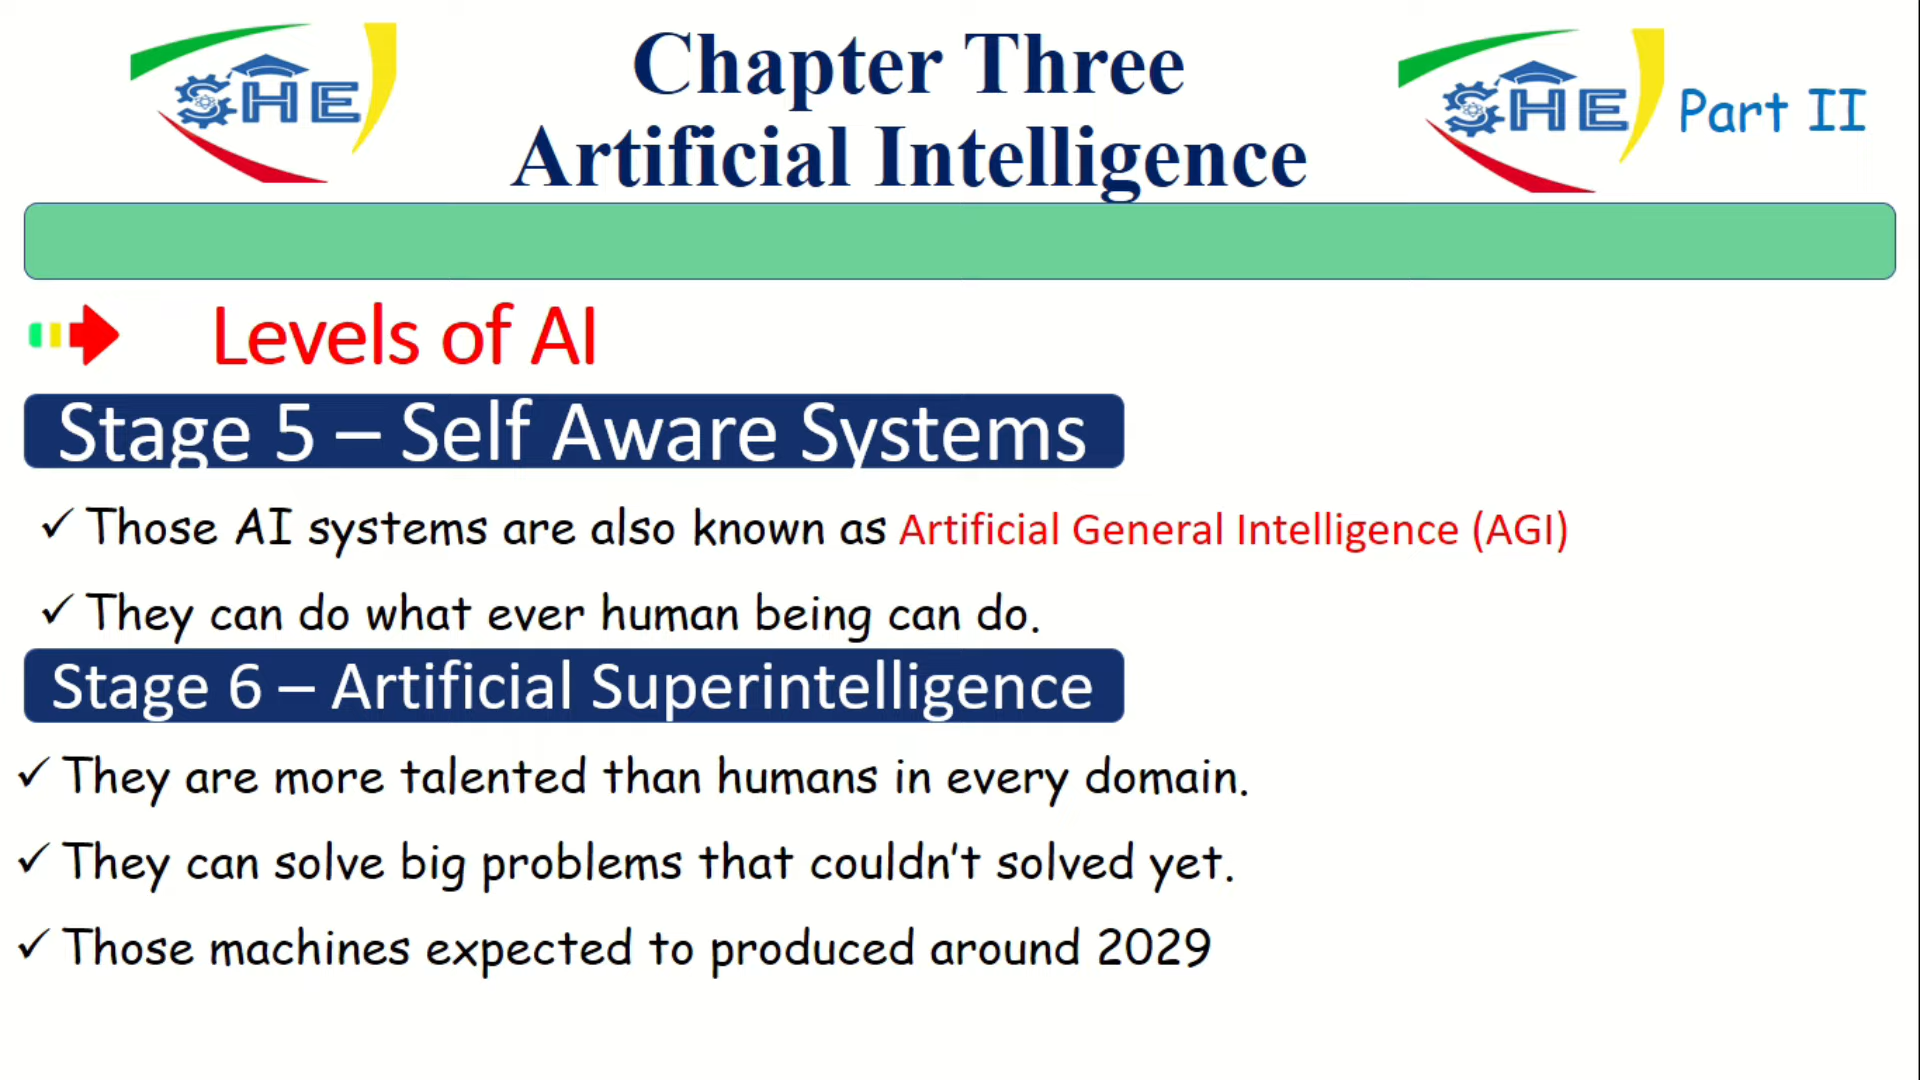 SHE
Chapter Three
Artificial Intelligence
SHE
Part II
Levels of AI
Stage 5 – Self Aware Systems
✓ Those AI systems are also known as Artificial General Intelligence (AGI)
✓ They can do what ever human being can do.
Stage 6 – Artificial Superintelligence
✓ They are more talented than humans in every domain.
✓ They can solve big problems that couldn't solved yet.
✓ Those machines expected to produced around 2029